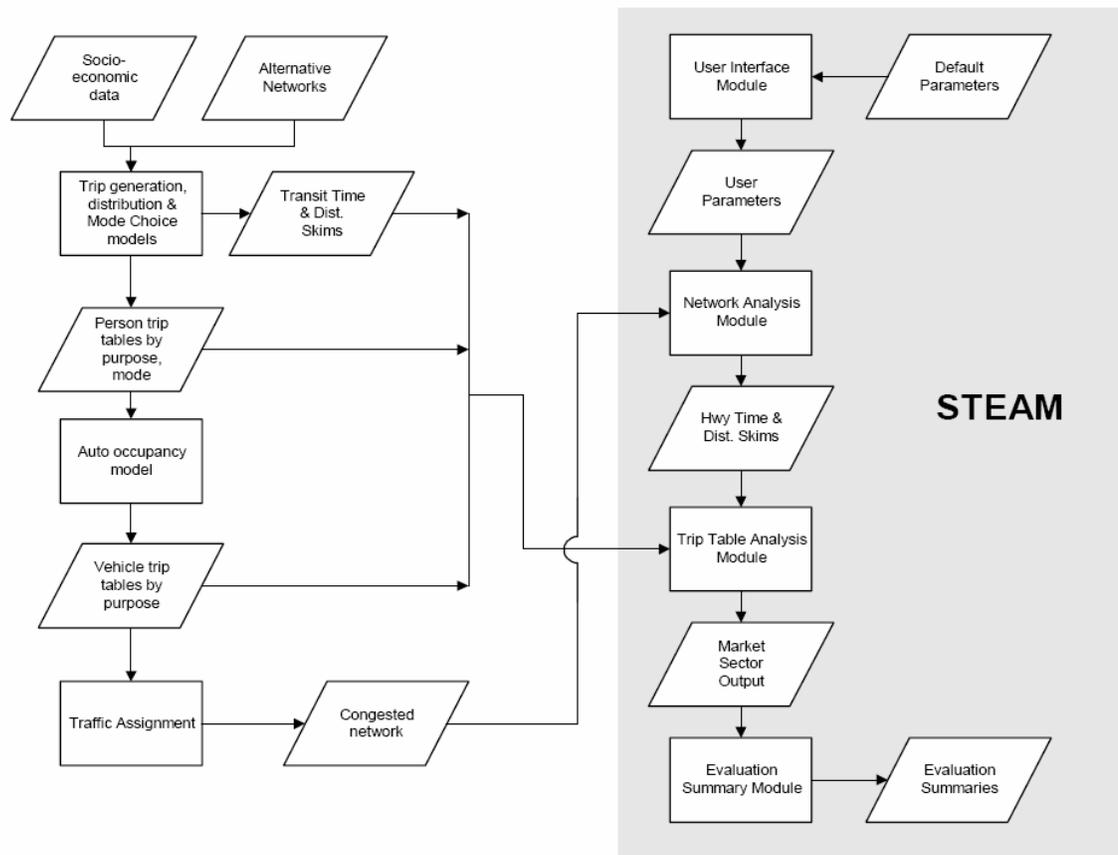 Socio-
economic
data
Alternative
Networks
Trip generation,
distribution &
Mode Choice
models
Transit Time
& Dist.
Skims
Person trip
tables by
purpose,
mode
Auto occupancy
model
Vehicle trip
tables by
purpose
Traffic Assignment
Congested
network
User Interface
Module
Default
Parameters
User
Parameters
Network Analysis
Module
Hwy Time &
Dist. Skims
STEAM
Trip Table Analysis
Module
Market
Sector
Output
Evaluation
Summary Module
Evaluation
Summaries